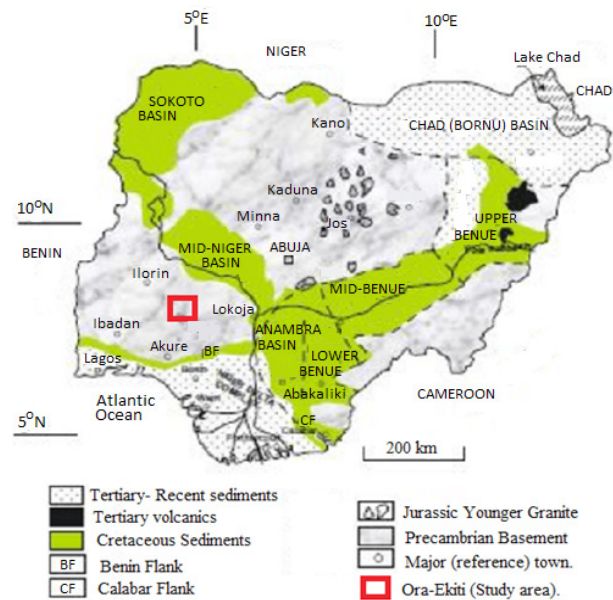 5°E
10°E
NIGER
Lake Chad
CHAD
SOKOTO
BASIN
Kano
CHAD (BORNU) BASIN
Kaduna
10°N
Minna
Jos
UPPER
BENUE
BENIN
MID-NIGER
BASIN
ABUJA
Ilorin
MID-BENUE
Lokoja
Ibadan
ANAMBRA
BASIN
Akure
BF
LOWER
BENUE
Lagos
Benin
Abakaliki
CAMEROON
Atlantic
Ocean
CF
Calabar
5°N
200 km
Tertiary- Recent sediments
Tertiary volcanics
Cretaceous Sediments
BF Benin Flank
CF Calabar Flank
Jurassic Younger Granite
Precambrian Basement
Major (reference) town.
Ora-Ekiti (Study area).